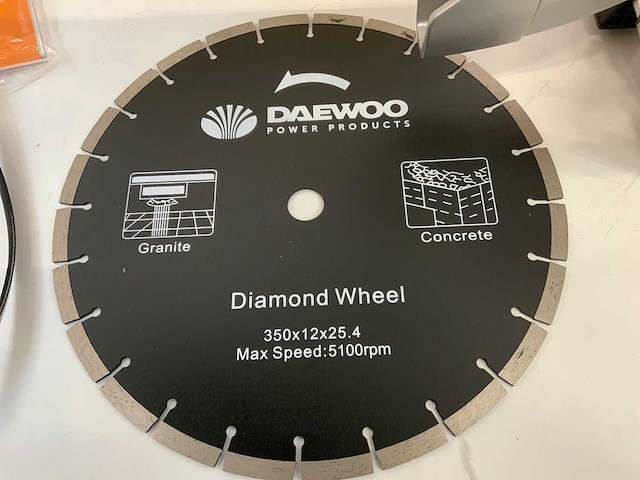 DAEWOO
POWER PRODUCTS
Granite
Concrete
Diamond Wheel
350x12x25.4
Max Speed:5100rpm